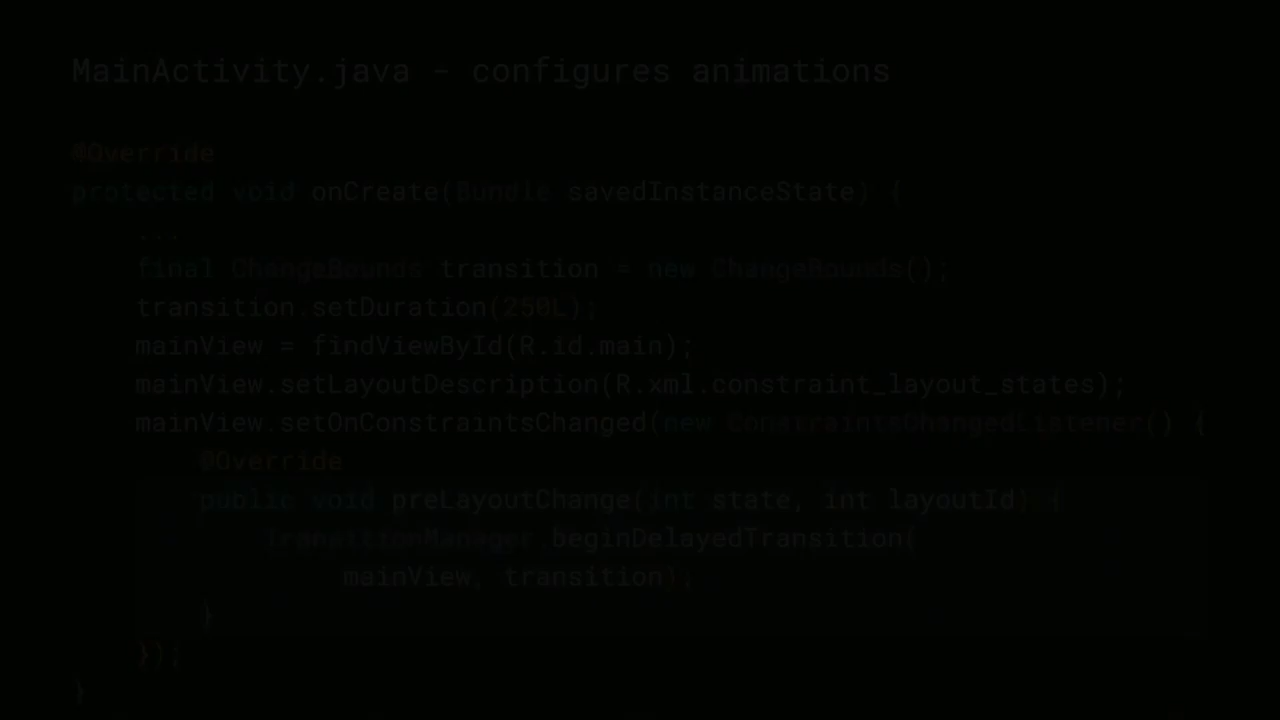 MainActivity.java - configures animations
@Override
protected void onCreate(Bundle savedInstanceState) {
...
final ChangeBounds transition = new ChangeBounds();
transition.setDuration(250L);
mainView = findViewById(R.id.main);
mainView.setLayoutDescription(R.xml.constraint_layout_states);
mainView.setOnConstraintsChanged(new ConstraintsChangedListener() {
@Override
public void preLayoutChange(int state, int layoutId) {
TransitionManager.beginDelayedTransition(
mainView, transition);
}
});
}